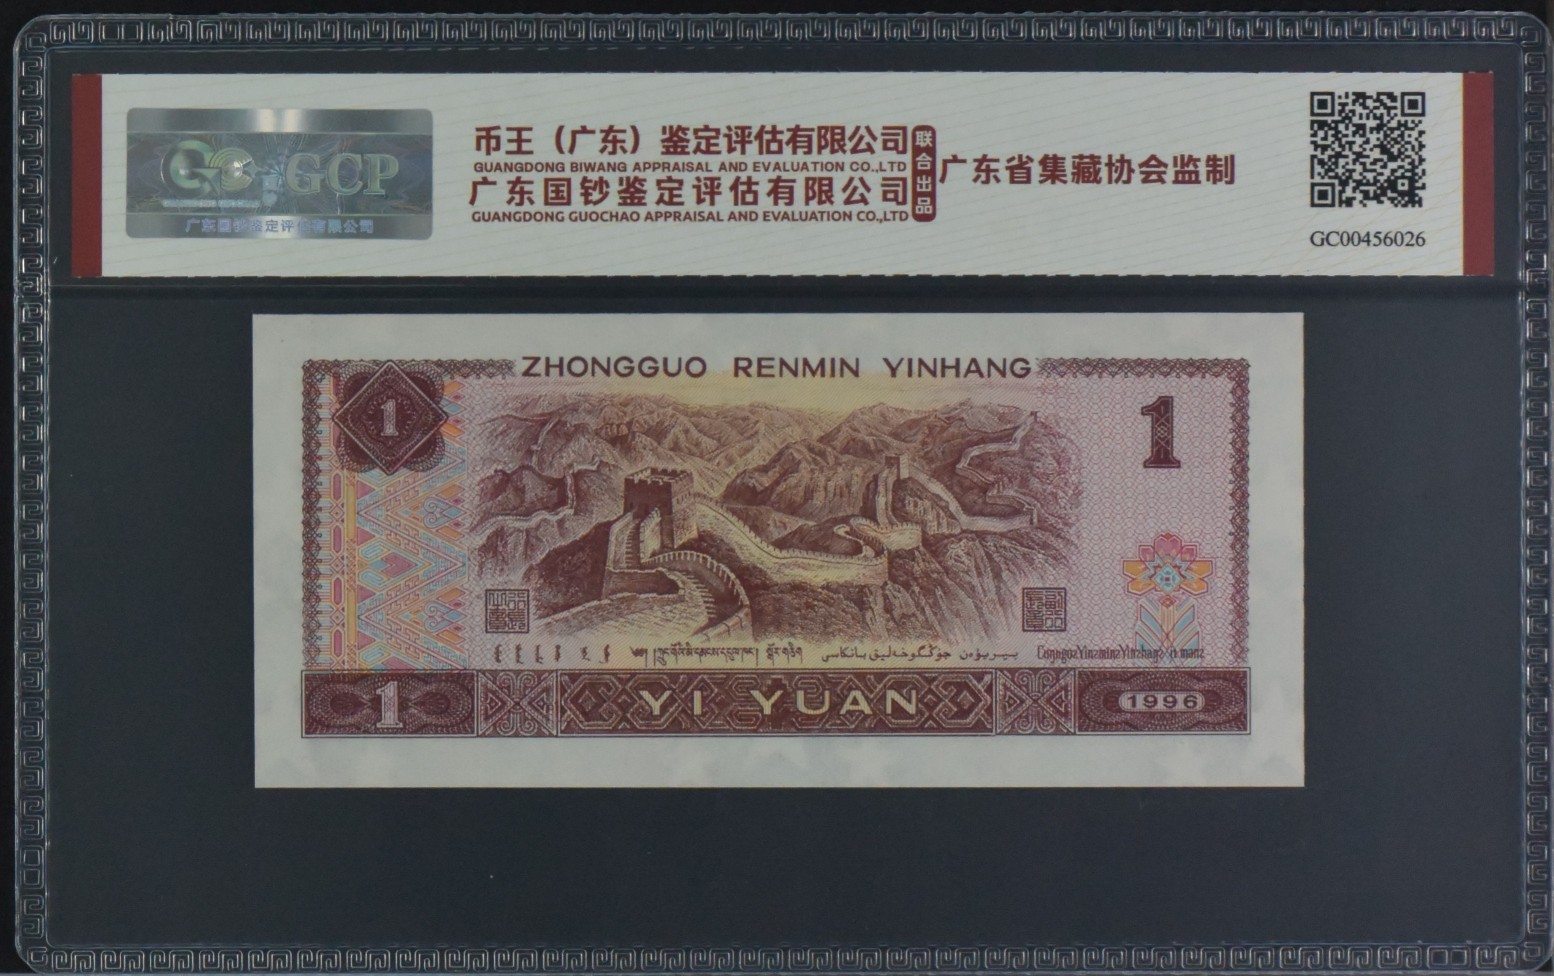 GCP
广东国钞鉴定评估有限公司
币王（广东）鉴定评估有限公司
GUANGDONG BIWANG APPRAISAL AND EVALUATION CO.,LTD
广东国钞鉴定评估有限公司
GUANGDONG GUOCHAO APPRAISAL AND EVALUATION CO.,LTD
联合出品
广东省集藏协会监制
GC00456026
ZHONGGUO RENMIN YINHANG
1
1
1
YI YUAN
1996